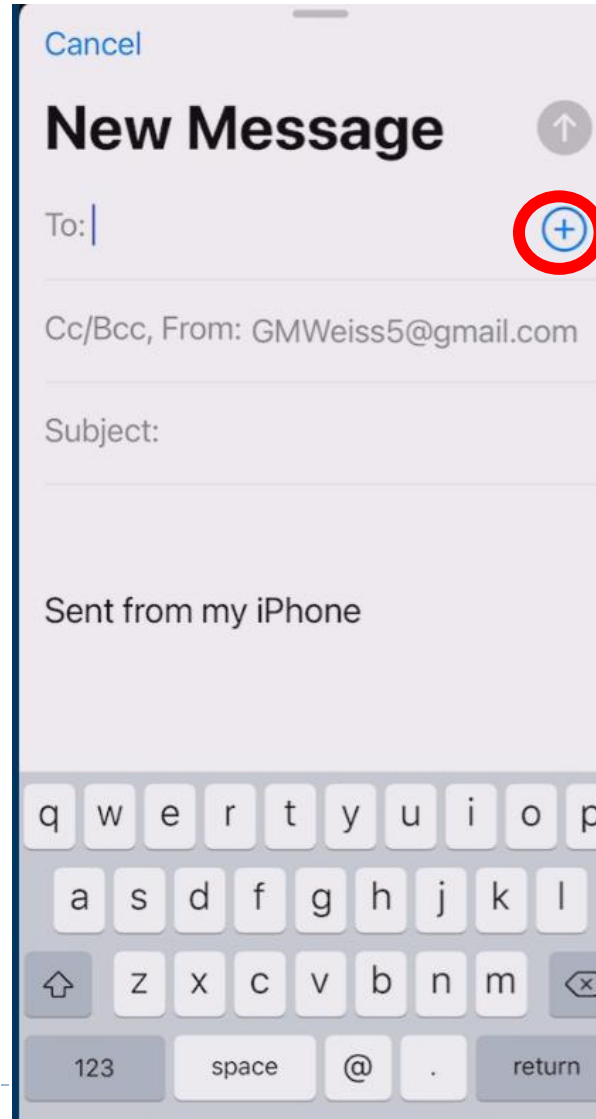 Cancel
New Message
To:
Cc/Bcc, From: GMWeiss5@gmail.com
Subject:
Sent from my iPhone
q w e r t y u i o p
a s d f g h j k l
z x c v b n m
123 space @ . return